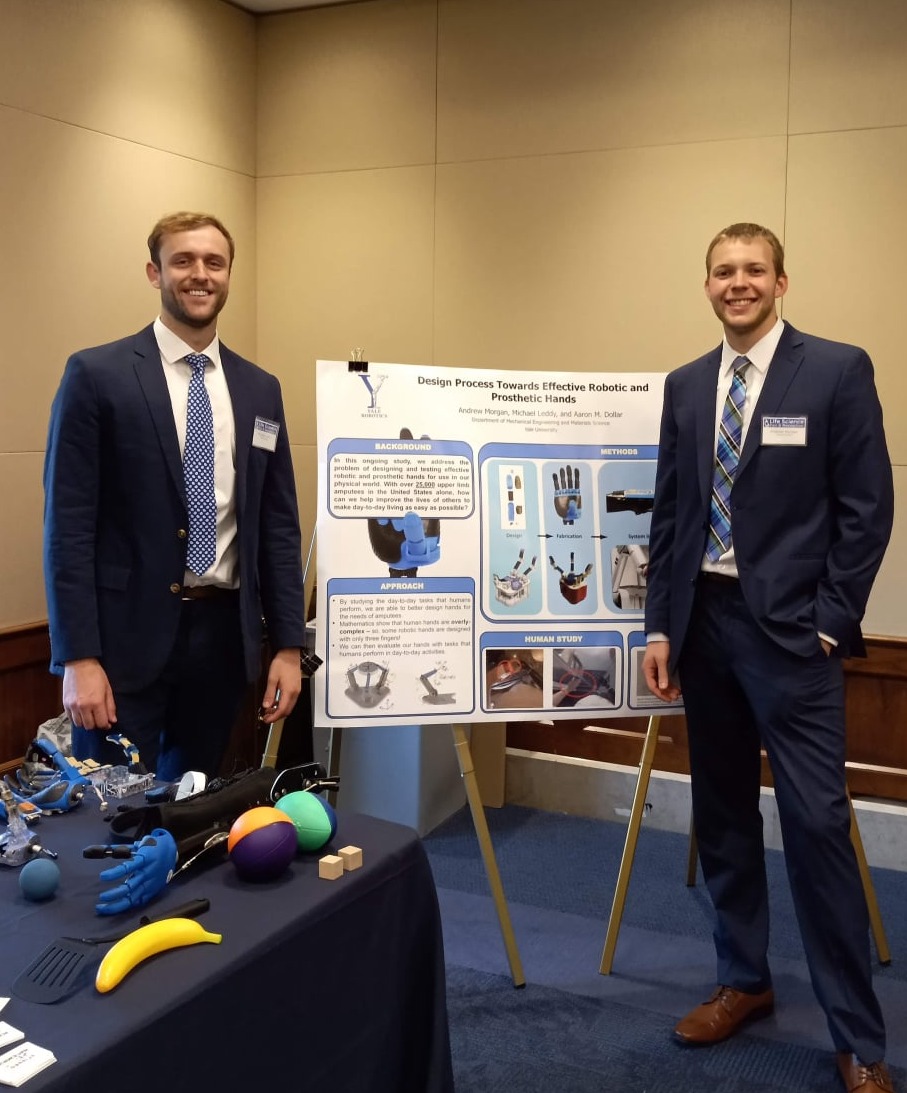 YALE
ROBOTICS
Design Process Towards Effective Robotic and
Prosthetic Hands
Andrew Morgan, Michael Leddy, and Aaron M. Dollar
Department of Mechanical Engineering and Materials Science
Yale University
BACKGROUND
In this ongoing study, we address the
problem of designing and testing effective
robotic and prosthetic hands for use in our
physical world. With over 25,000 upper limb
amputees in the United States alone, how
can we help improve the lives of others to
make day-to-day living as easy as possible?
APPROACH
• By studying the day-to-day tasks that humans
perform, we are able to better design hands for
the needs of amputees.
• Mathematics show that human hands are overly-
complex – so, some robotic hands are designed
with only three fingers!
• We can then evaluate our hands with tasks that
humans perform in day-to-day activities.
METHODS
Design
Fabrication
System
HUMAN STUDY
Life Science